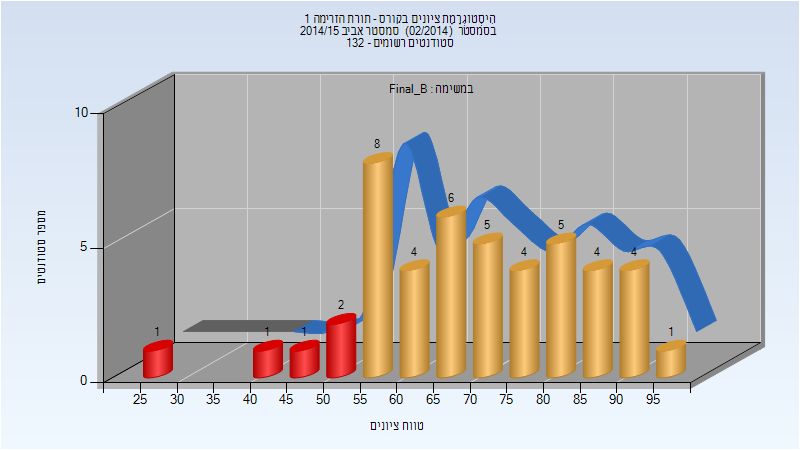 הִיסְטוֹגְרָמַת ציונים בקורס - תורת הזרימה 1
בסמסטר (02/2014) סמסטר אביב 2014/15
סטודנטים רשומים - 132
במשימה : Final_B
מספר סטודנטים
10
5
0
1
1
1
2
8
4
6
5
4
5
4
4
1
25 30 35 40 45 50 55 60 65 70 75 80 85 90 95
טווח ציונים